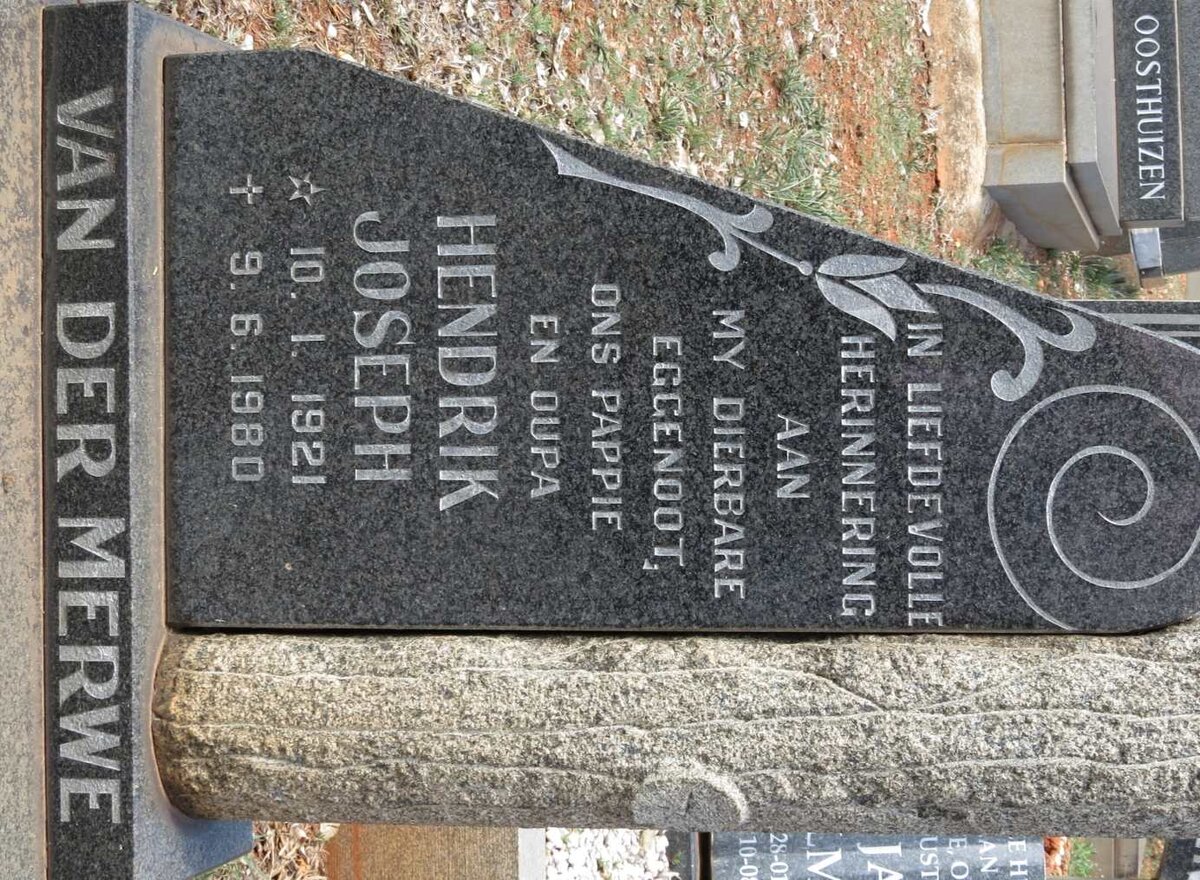 IN LIEFDEVOLLE
HERINNERING
AAN
MY DIERBARE
EGGENOOT,
ONS PAPPIE
EN OUPA
HENDRIK
JOSEPH
☆ 10. 1. 1921
✝ 9. 6. 1980
VAN DER MERWE
OOSTHUIZEN